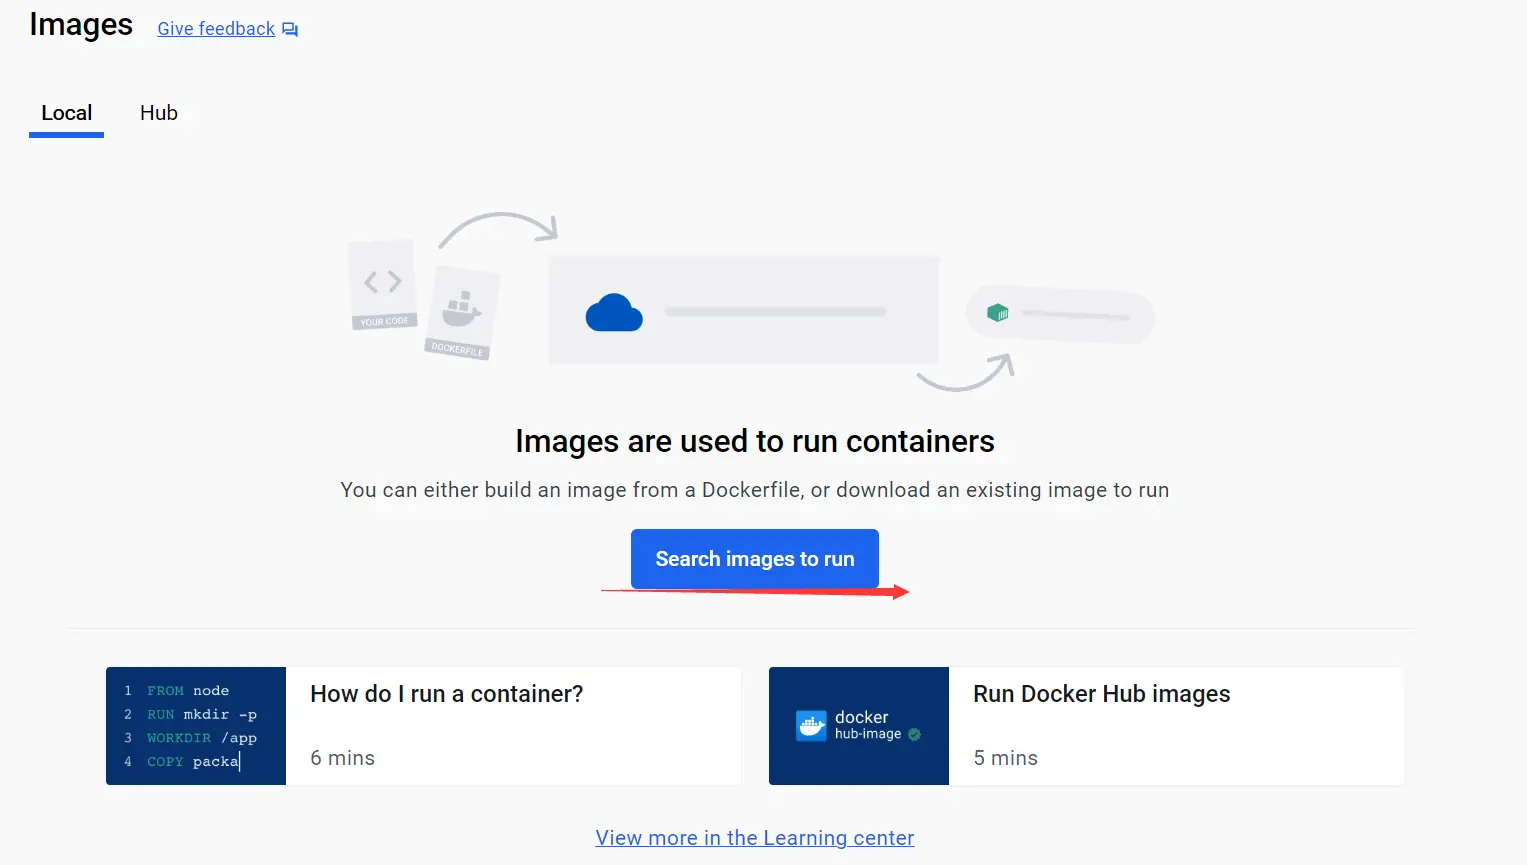 Images Give feedback
Local Hub
YOUR CODE
DOCKERFILE
Images are used to run containers
You can either build an image from a Dockerfile, or download an existing image to run
Search images to run
1 FROM node
2 RUN mkdir -p
3 WORKDIR /app
4 COPY packa
How do I run a container?
6 mins
docker
hub-image
Run Docker Hub images
5 mins
View more in the Learning center